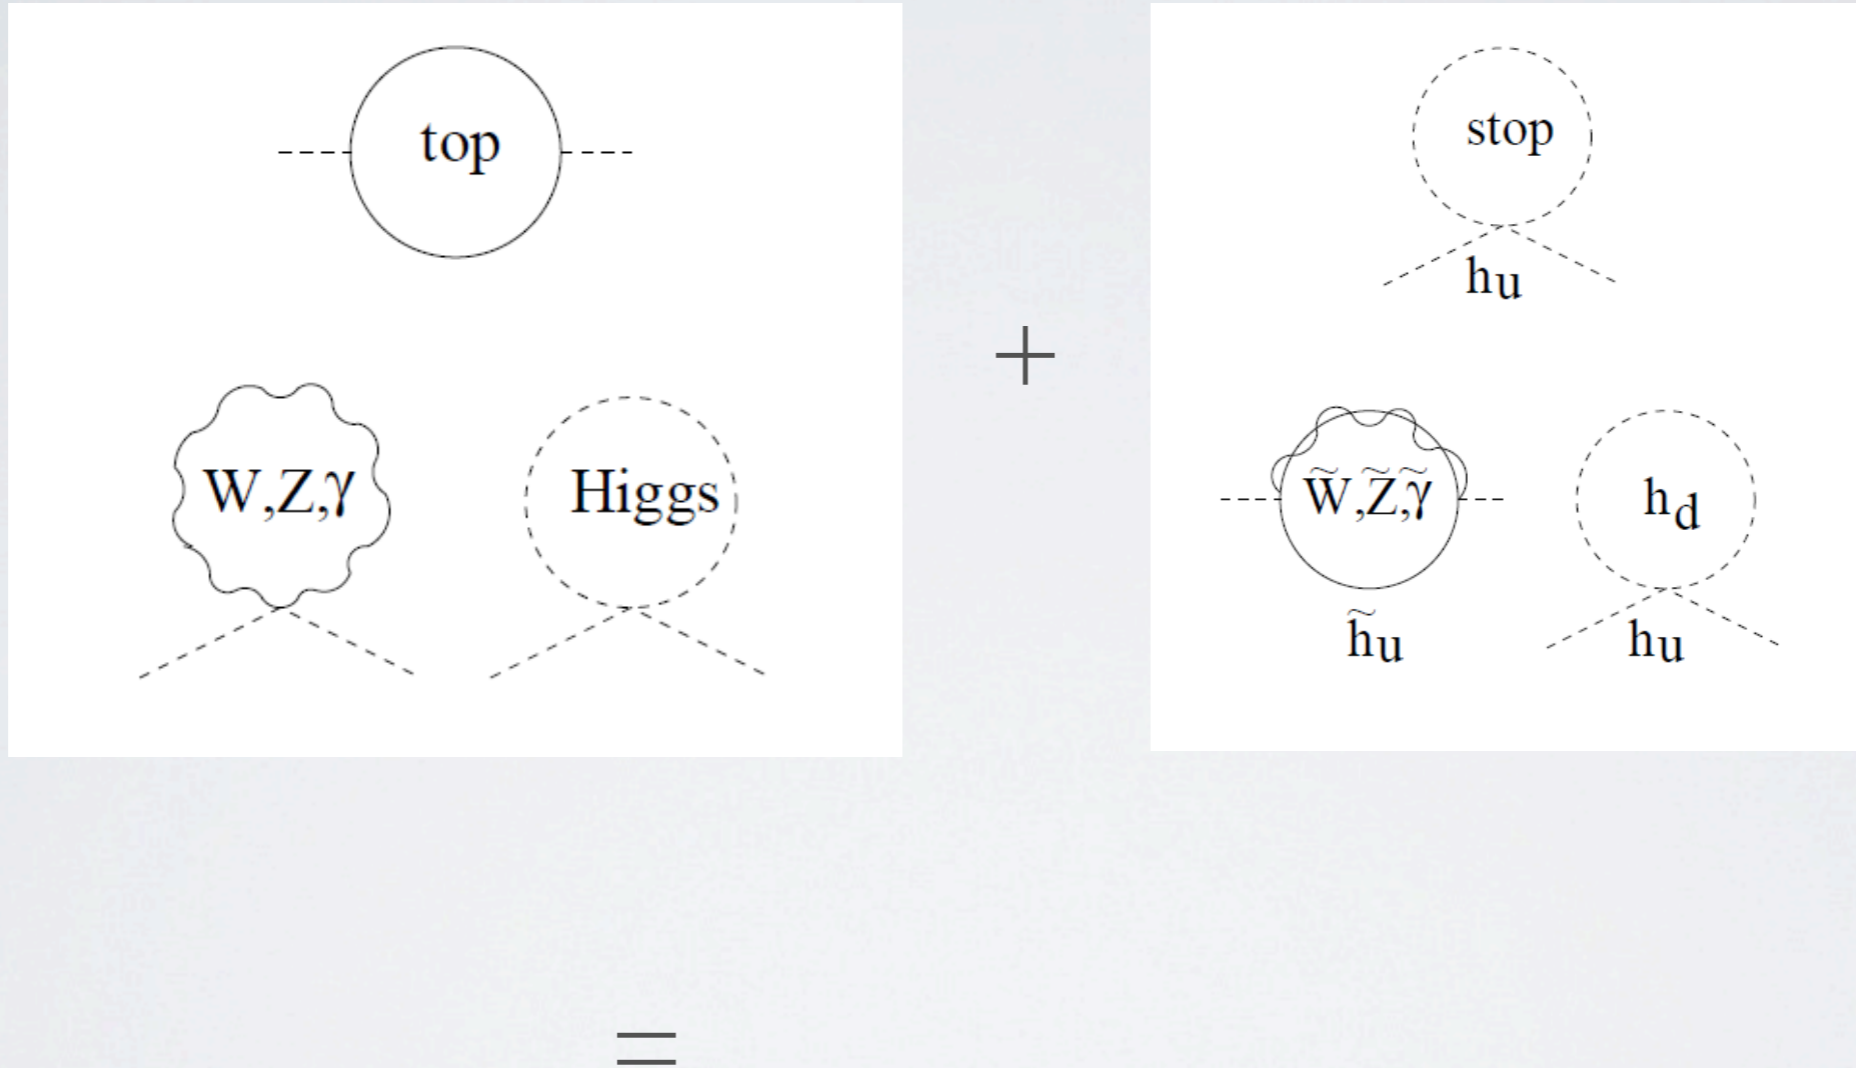 top
W,Z,γ
Higgs
+
stop
hu
W̃,Z̃,γ̃
h̃u
hd
hu
=